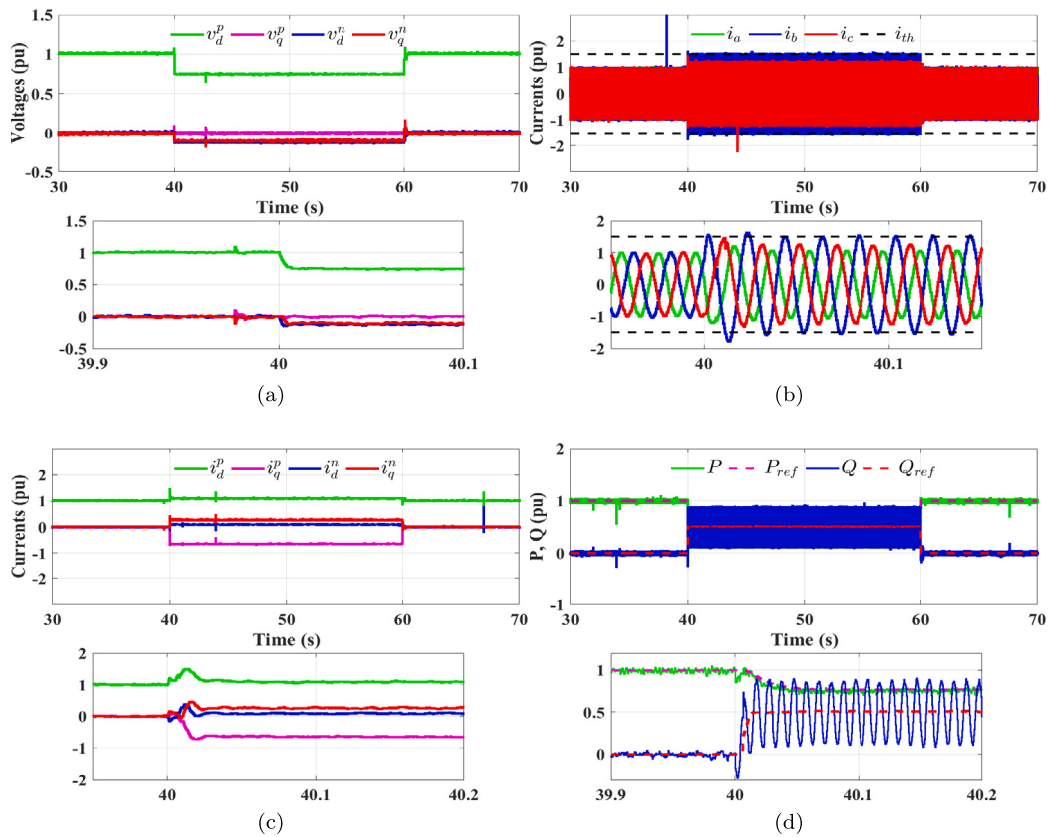 v_d^p v_q^p v_d^n v_q^n
Voltages (pu)
1.5
1
0.5
0
-0.5
30 40 50 60 70
Time (s)
1.5
1
0.5
0
-0.5
39.9 40 40.1
(a)
i_a i_b i_c i_th
Currents (pu)
2
1
0
-1
-2
30 40 50 60 70
Time (s)
2
1
0
-1
-2
40 40.1
(b)
i_d^p i_q^p i_d^n i_q^n
Currents (pu)
2
1
0
-1
-2
30 40 50 60 70
Time (s)
2
1
0
-1
2
40 40.1 40.2
(c)
P P_ref Q Q_ref
P, Q (pu)
2
1
0
-1
30 40 50 60 70
Time (s)
1
0.5
0
39.9 40 40.1 40.2
(d)